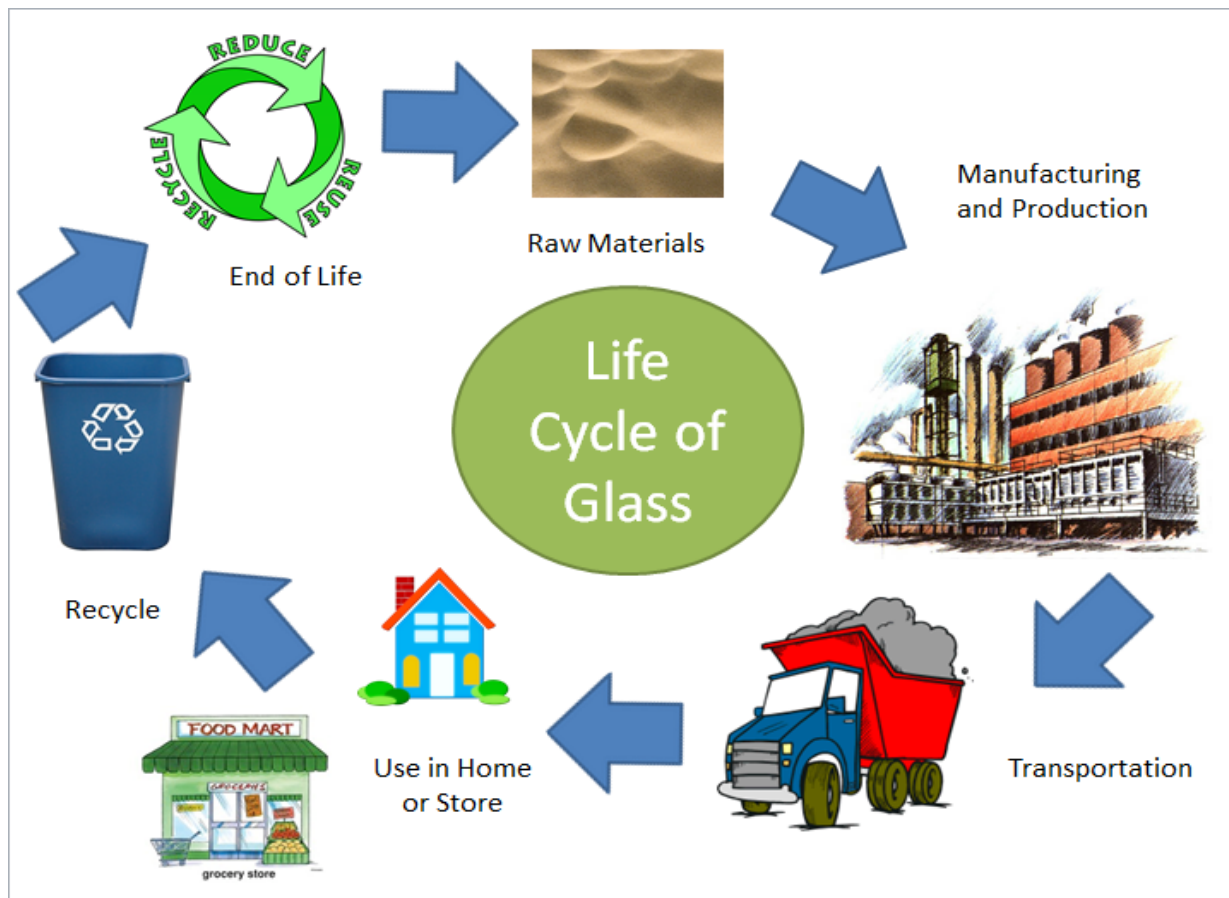 REDUCE
REUSE
RECYCLE
End of Life
Raw Materials
Manufacturing
and Production
Life
Cycle of
Glass
Recycle
Transportation
Use in Home
or Store
FOOD MART
GROCERIES
grocery store